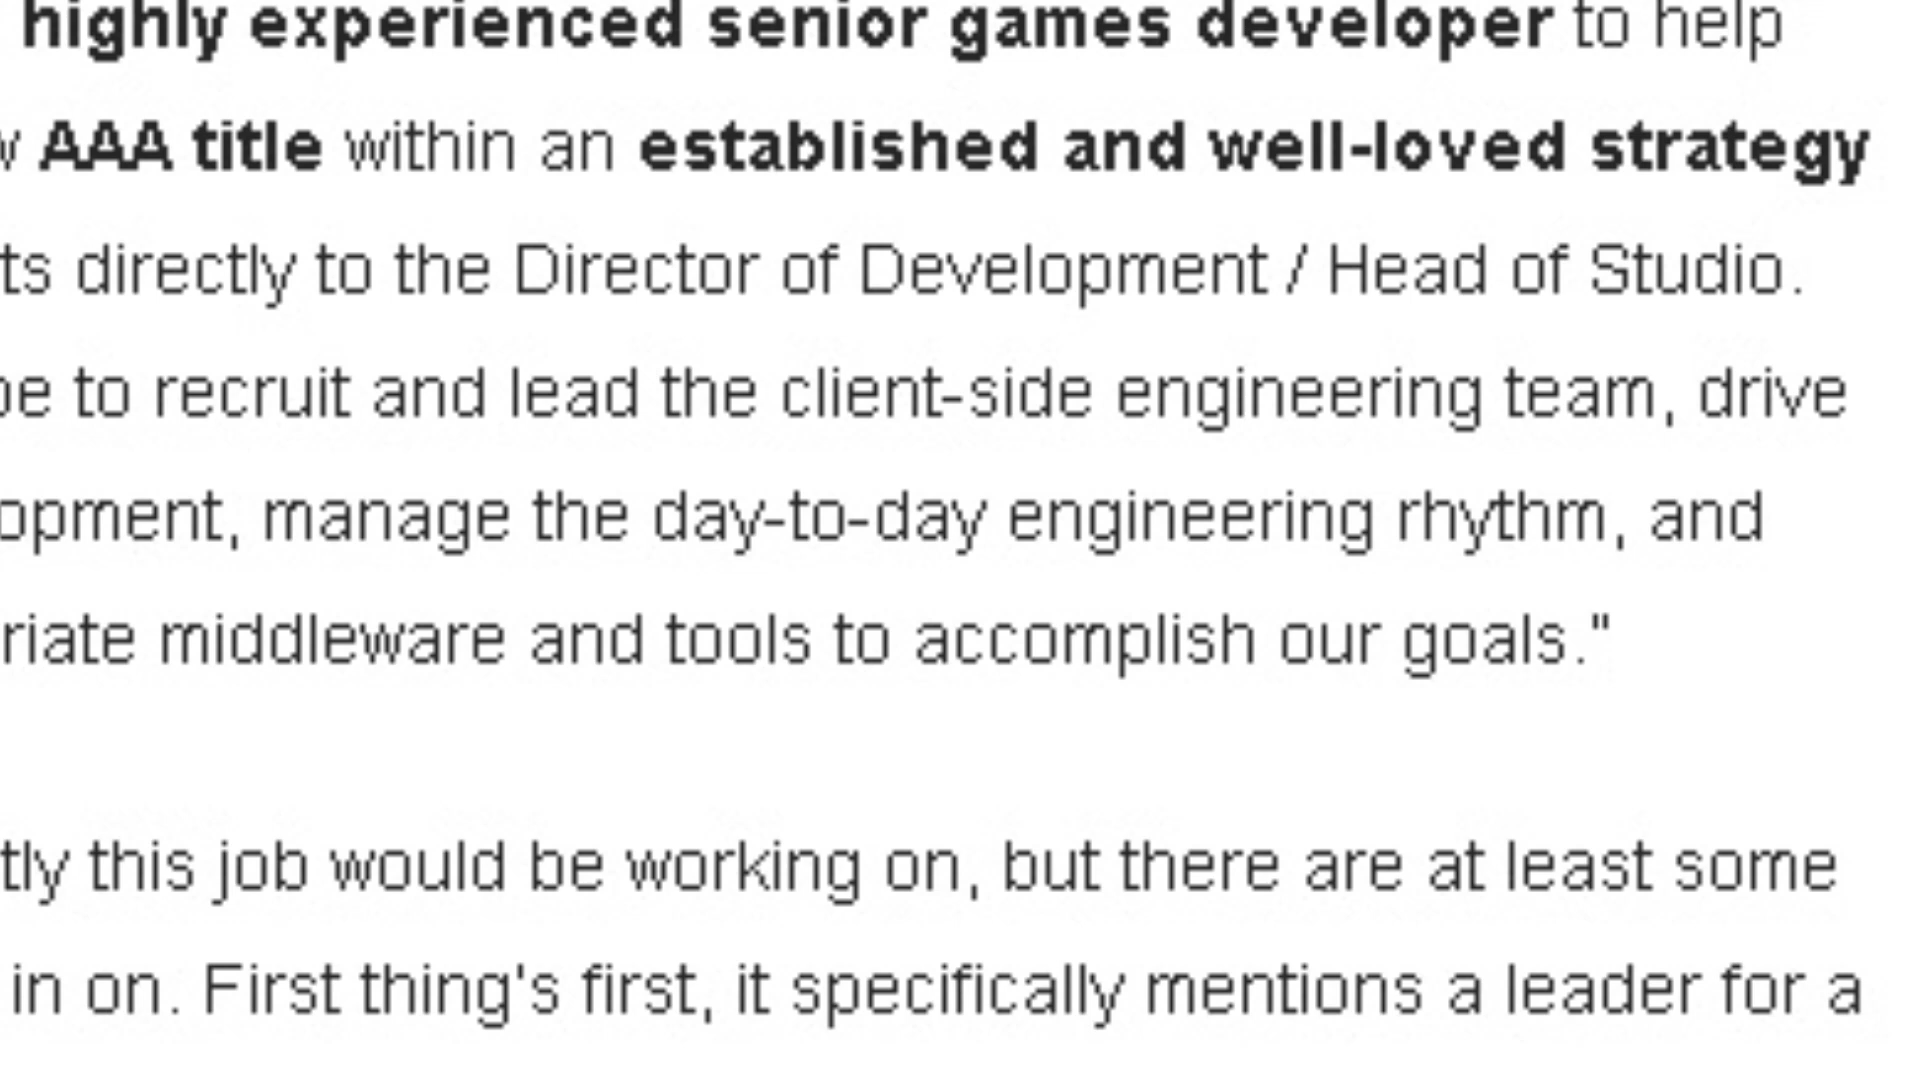 highly experienced senior games developer to help
AAA title within an established and well-loved strategy
ts directly to the Director of Development / Head of Studio.
be to recruit and lead the client-side engineering team, drive
opment, manage the day-to-day engineering rhythm, and
riate middleware and tools to accomplish our goals."
tly this job would be working on, but there are at least some
in on. First thing's first, it specifically mentions a leader for a